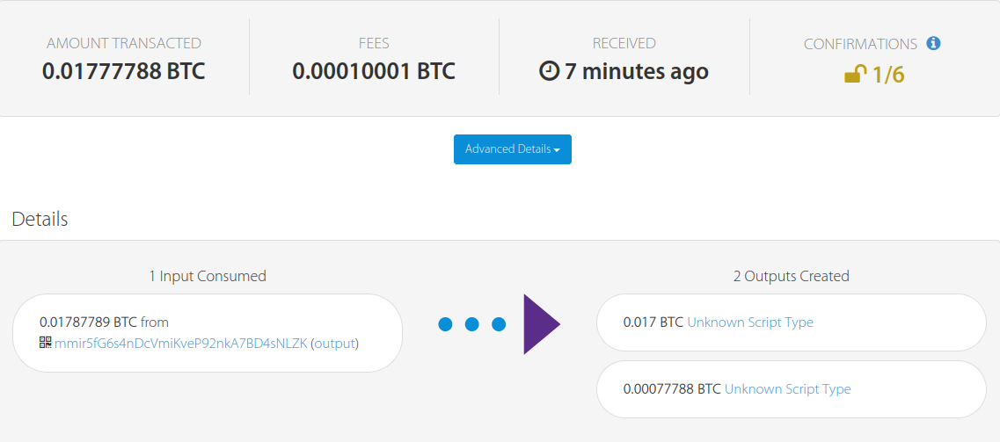 AMOUNT TRANSACTED
0.01777788 BTC
FEES
0.00010001 BTC
RECEIVED
7 minutes ago
CONFIRMATIONS
1/6
Advanced Details
Details
1 Input Consumed
0.01787789 BTC from
mmir5fG6s4nDcVmiKveP92nkA7BD4sNLZK (output)
2 Outputs Created
0.017 BTC Unknown Script Type
0.00077788 BTC Unknown Script Type